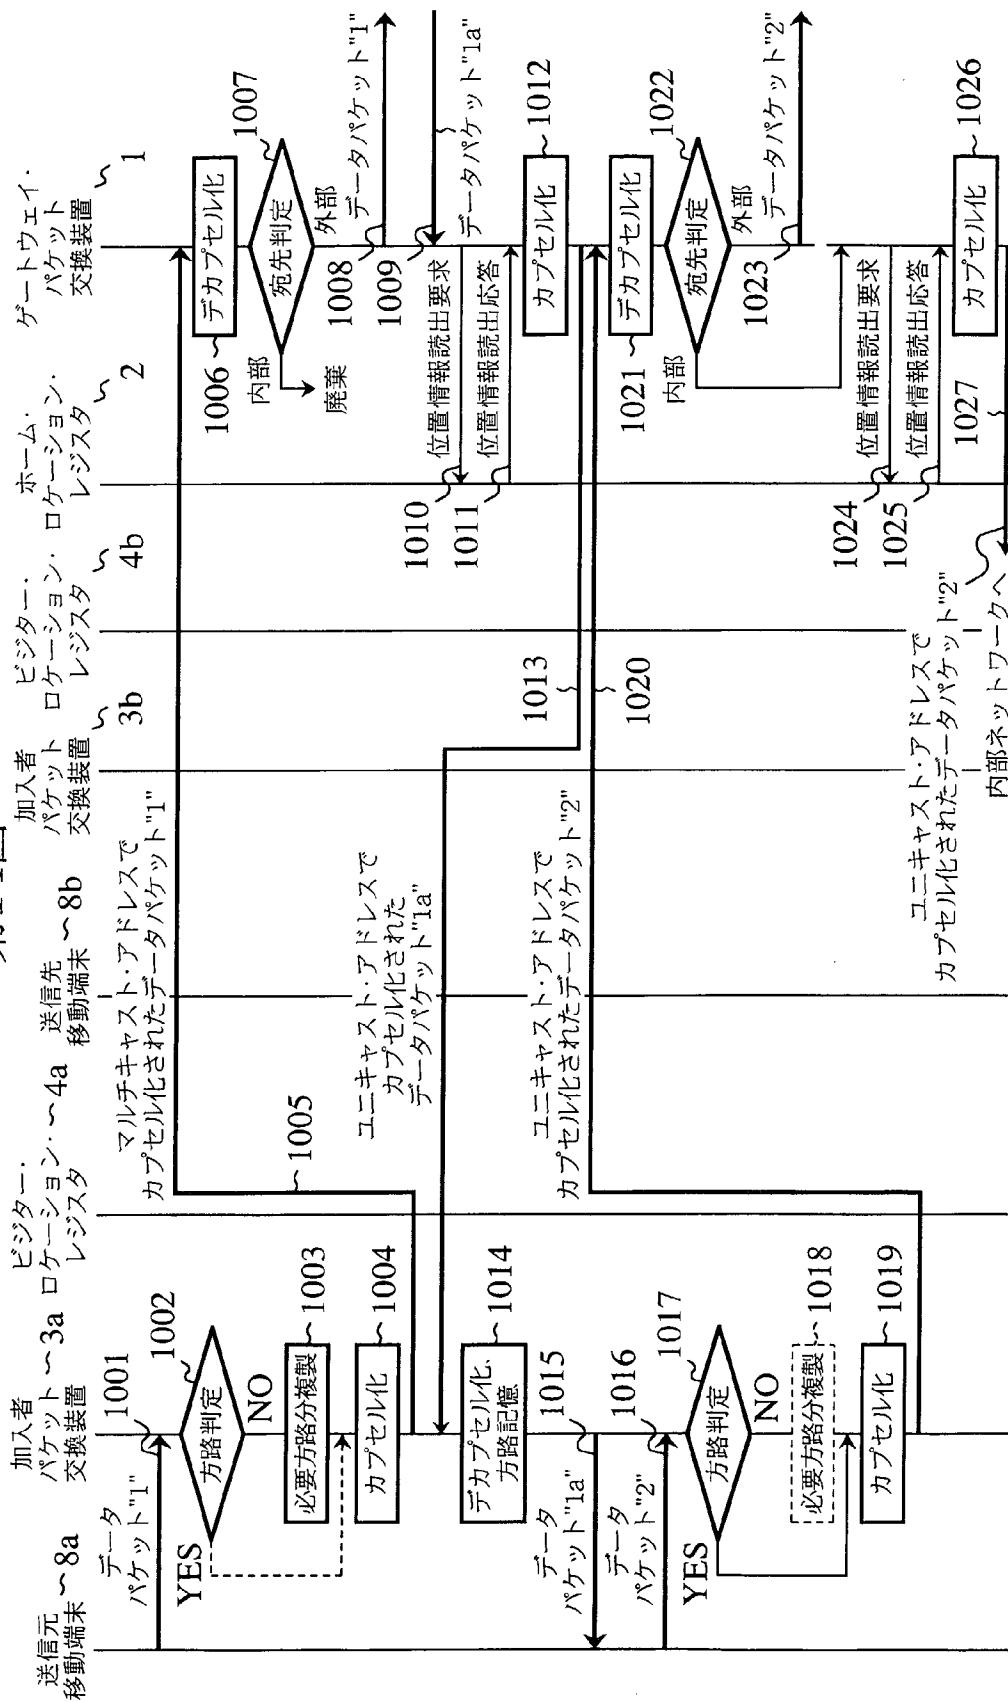 送信元
移動端末 ~8a
加入者
パケット ~3a
交換装置
ビジター・
ロケーション・ ~4a
レジスタ
送信先
移動端末 ~8b
加入者
パケット
交換装置
3b
ビジター・
ロケーション・
レジスタ
4b
ホーム・
ロケーション・
レジスタ
2
ゲートウェイ・
パケット
交換装置
1
データ
パケット"1"
1001
1002
方路判定
YES
NO
必要方路分複製
1003
カプセル化
1004
1005
マルチキャスト・アドレスで
カプセル化されたデータパケット"1"
デカプセル化
1006
宛先判定
1007
内部
廃棄
外部
1008
データパケット"1"
1009
データパケット"1a"
位置情報読出要求
1010
位置情報読出応答
1011
カプセル化
1012
1013
ユニキャスト・アドレスで
カプセル化された
データパケット"1a"
デカプセル化、
方路記憶
1014
1015
データ
パケット"1a"
1016
データ
パケット"2"
1017
方路判定
YES
NO
必要方路分複製
1018
カプセル化
1019
1020
ユニキャスト・アドレスで
カプセル化されたデータパケット"2"
デカプセル化
1021
宛先判定
1022
内部
外部
1023
データパケット"2"
位置情報読出要求
1024
位置情報読出応答
1025
カプセル化
1026
1027
ユニキャスト・アドレスで
カプセル化されたデータパケット"2"
内部ネットワークへ